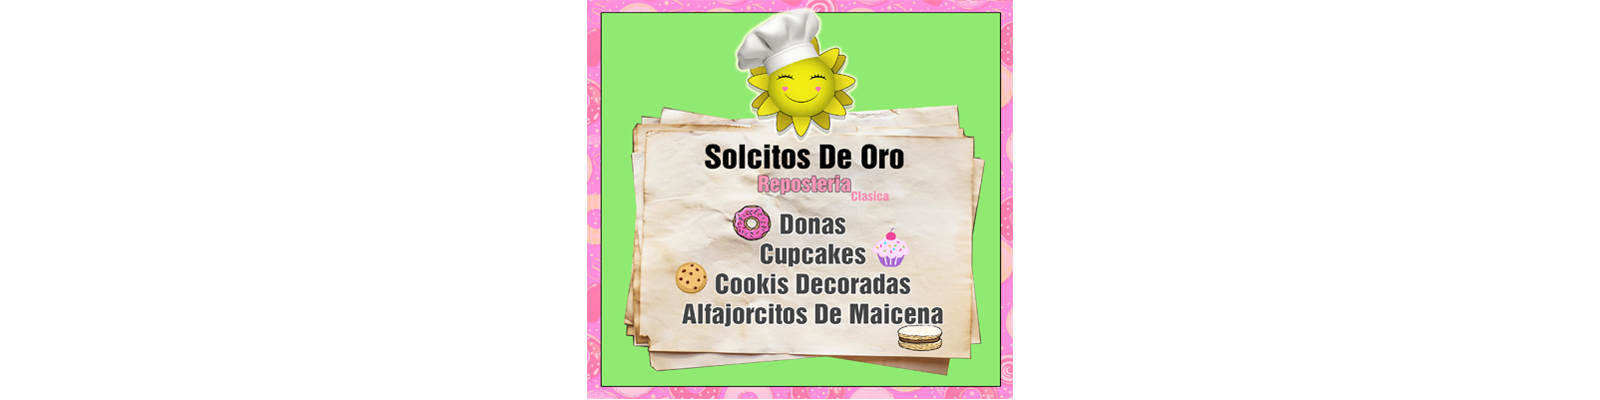 Solcitos De Oro
Reposteria
Clasica
Donas
Cupcakes
Cookis Decoradas
Alfajorcitos De Maicena